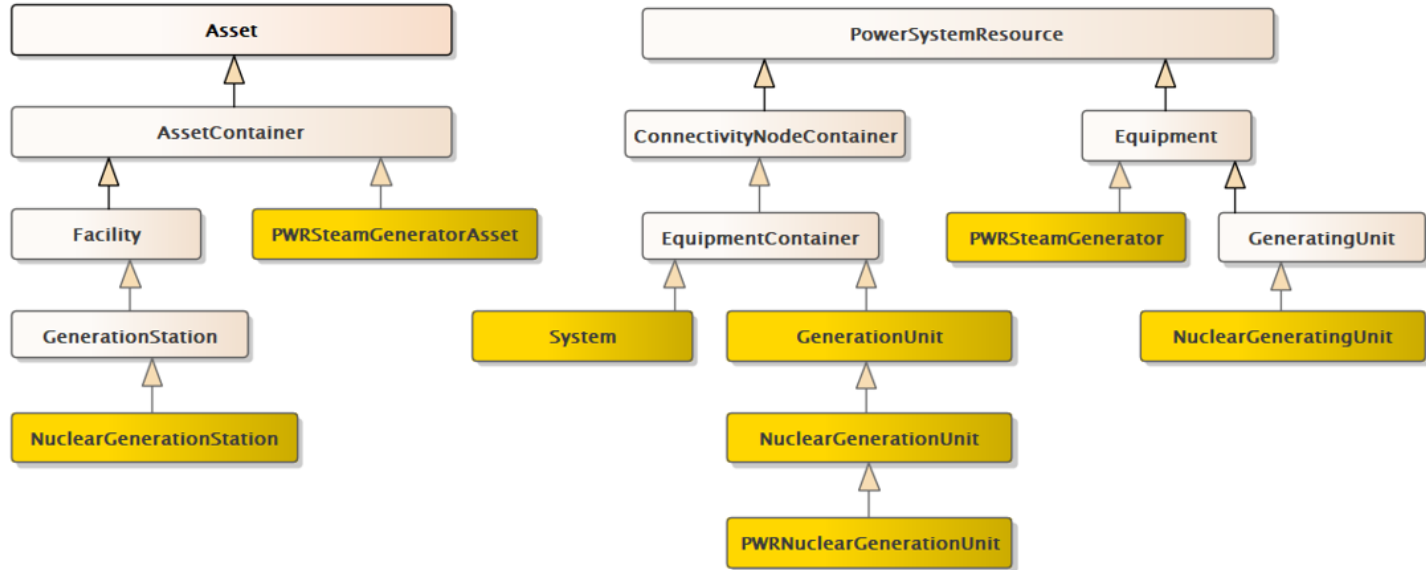 Asset
PowerSystemResource
AssetContainer
ConnectivityNodeContainer
Equipment
Facility
PWRSteamGeneratorAsset
EquipmentContainer
PWRSteamGenerator
GeneratingUnit
GenerationStation
System
GenerationUnit
NuclearGeneratingUnit
NuclearGenerationStation
NuclearGenerationUnit
PWRNuclearGenerationUnit